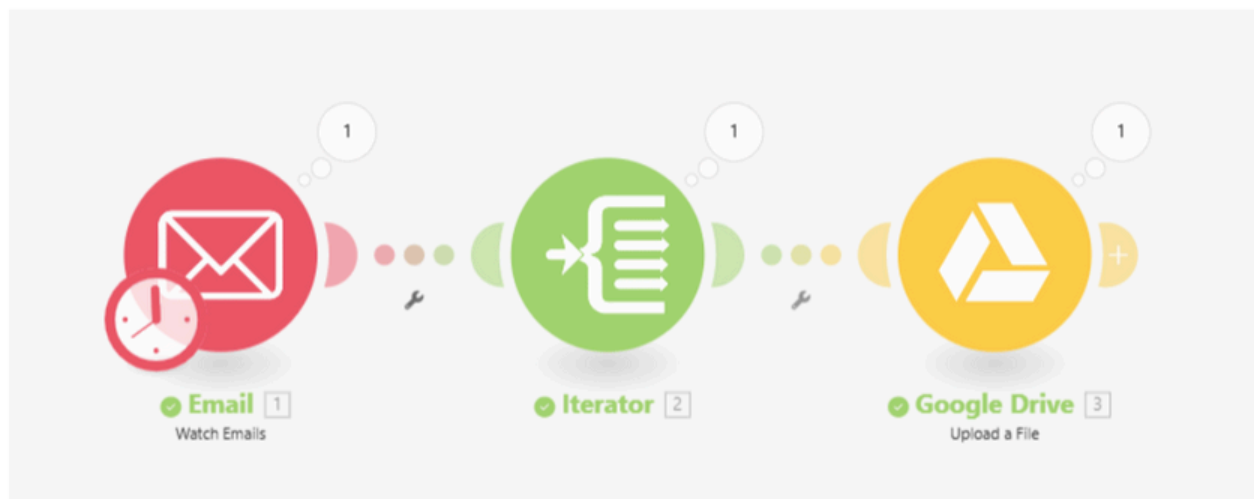 1
1
1
Email 1
Watch Emails
Iterator 2
Google Drive 3
Upload a File